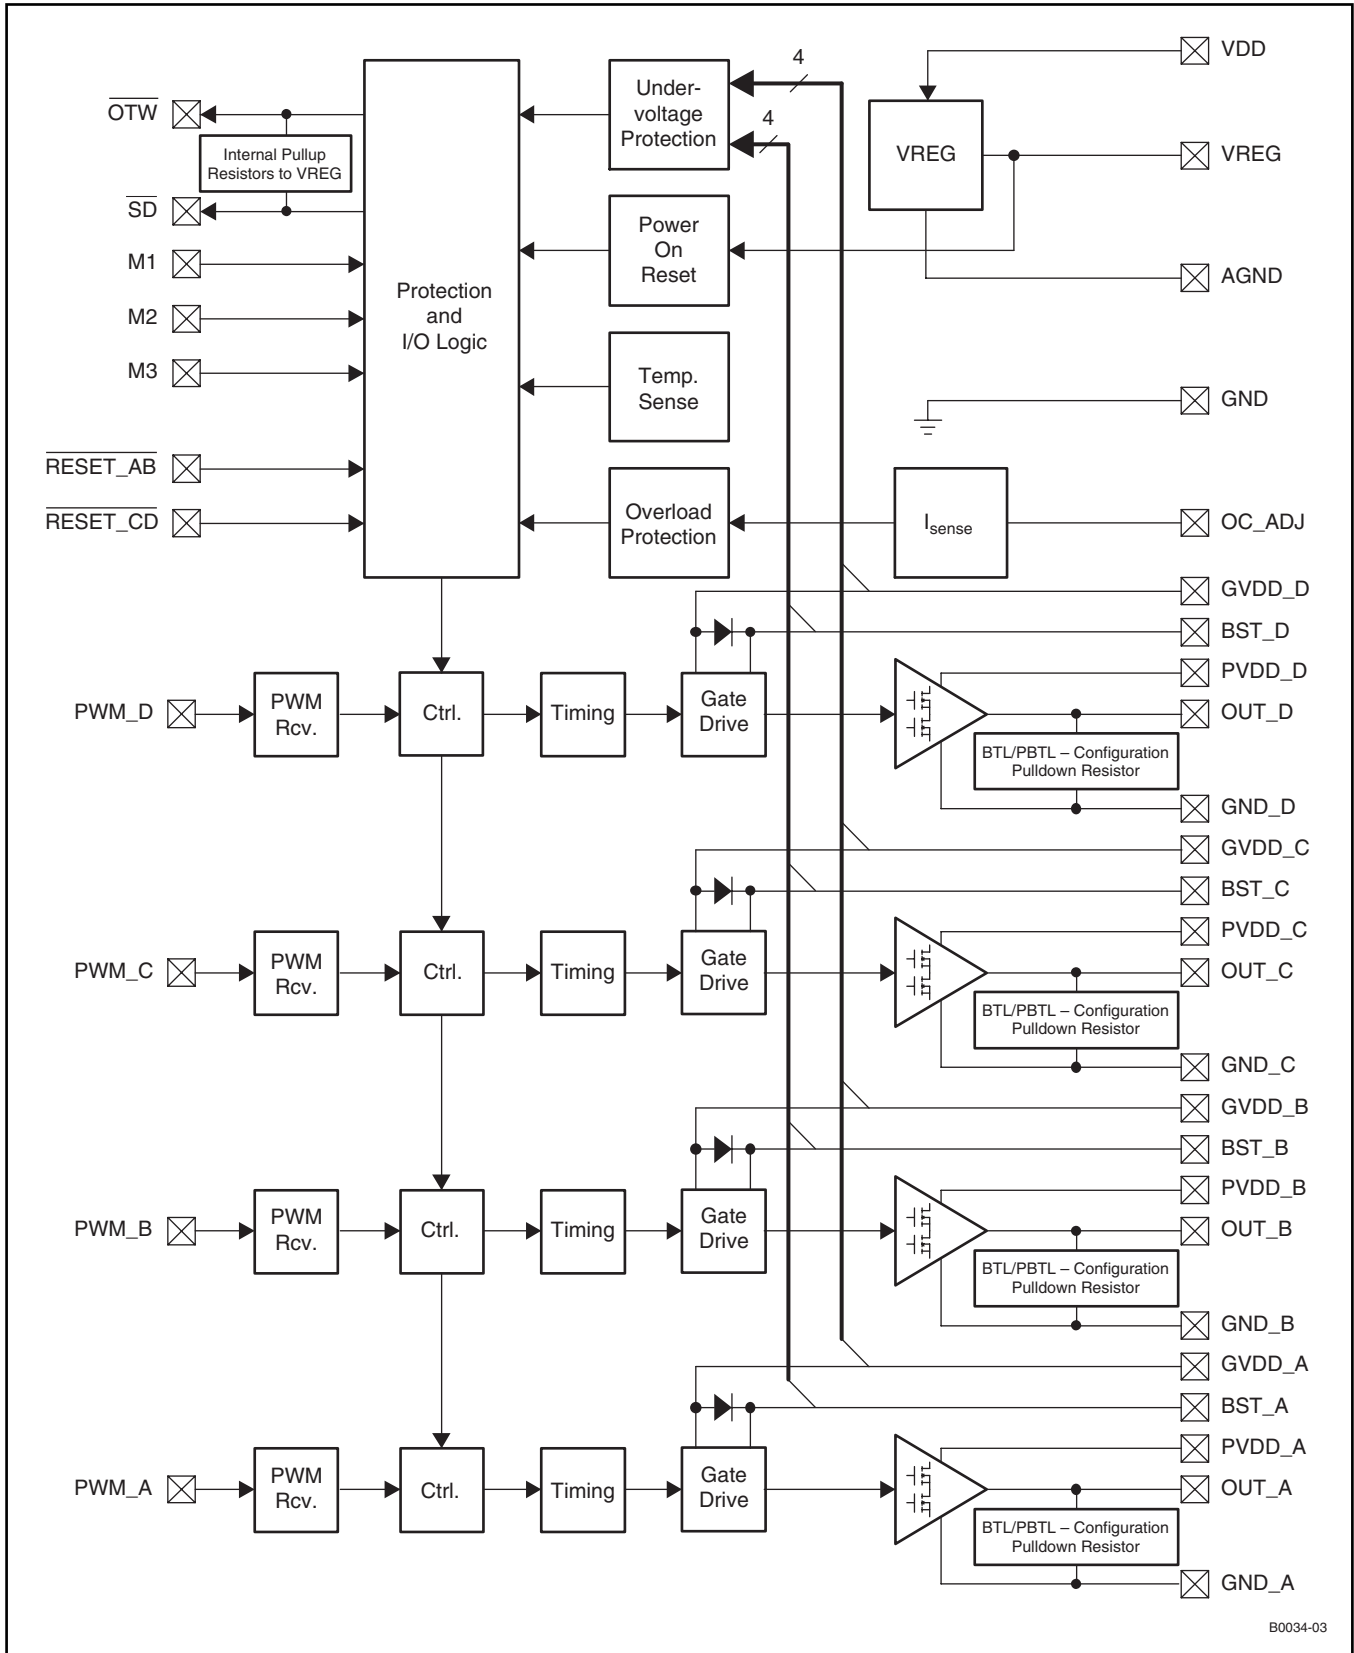 4
VDD
Under-
voltage
Protection
OTW
4
Internal Pullup
Resistors to VREG
VREG
VREG
SD
Power
On
Reset
M1
AGND
Protection
and
I/O Logic
M2
M3
Temp.
Sense
GND
RESET_AB
RESET_CD
Overload
Protection
Isense
OC_ADJ
GVDD_D
BST_D
PVDD_D
PWM_D
PWM
Rcv.
Ctrl.
Timing
Gate
Drive
OUT_D
BTL/PBTL – Configuration
Pulldown Resistor
GND_D
GVDD_C
BST_C
PVDD_C
PWM_C
PWM
Rcv.
Ctrl.
Timing
Gate
Drive
OUT_C
BTL/PBTL – Configuration
Pulldown Resistor
GND_C
GVDD_B
BST_B
PVDD_B
PWM_B
PWM
Rcv.
Ctrl.
Timing
Gate
Drive
OUT_B
BTL/PBTL – Configuration
Pulldown Resistor
GND_B
GVDD_A
BST_A
PVDD_A
PWM_A
PWM
Rcv.
Ctrl.
Timing
Gate
Drive
OUT_A
BTL/PBTL – Configuration
Pulldown Resistor
GND_A
B0034-03